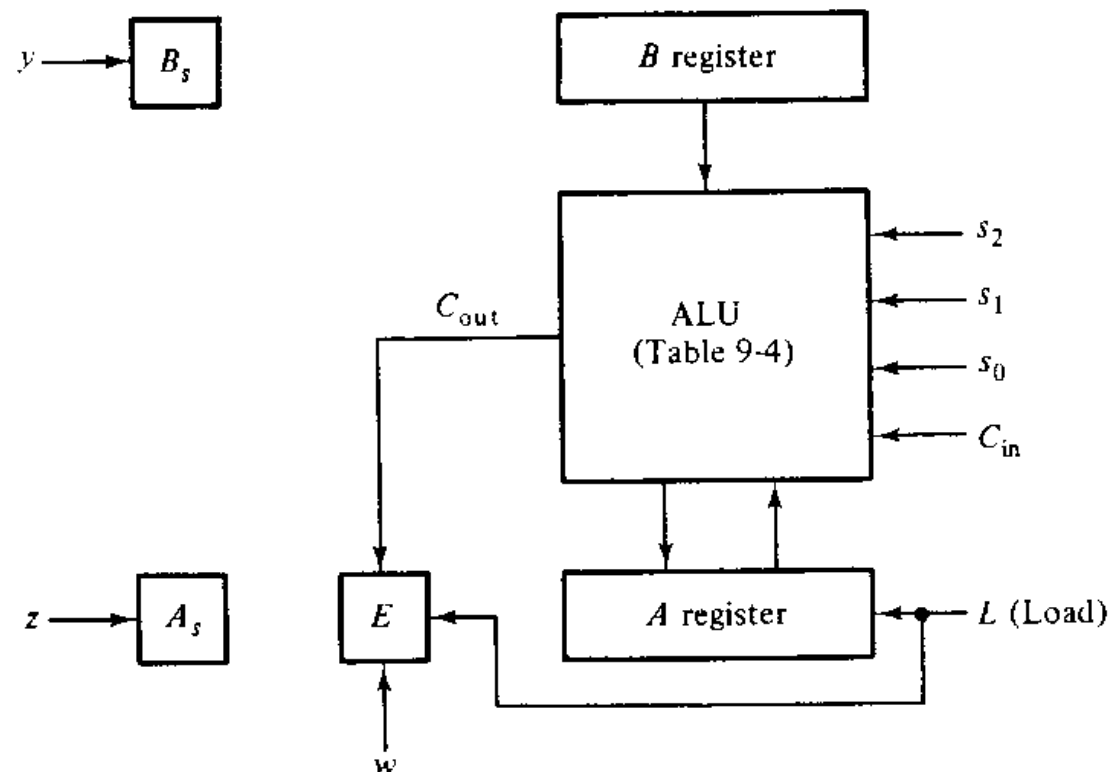 y
B_s
B register
s_2
s_1
ALU
(Table 9-4)
s_0
C_in
C_out
z
A_s
E
A register
L (Load)
w